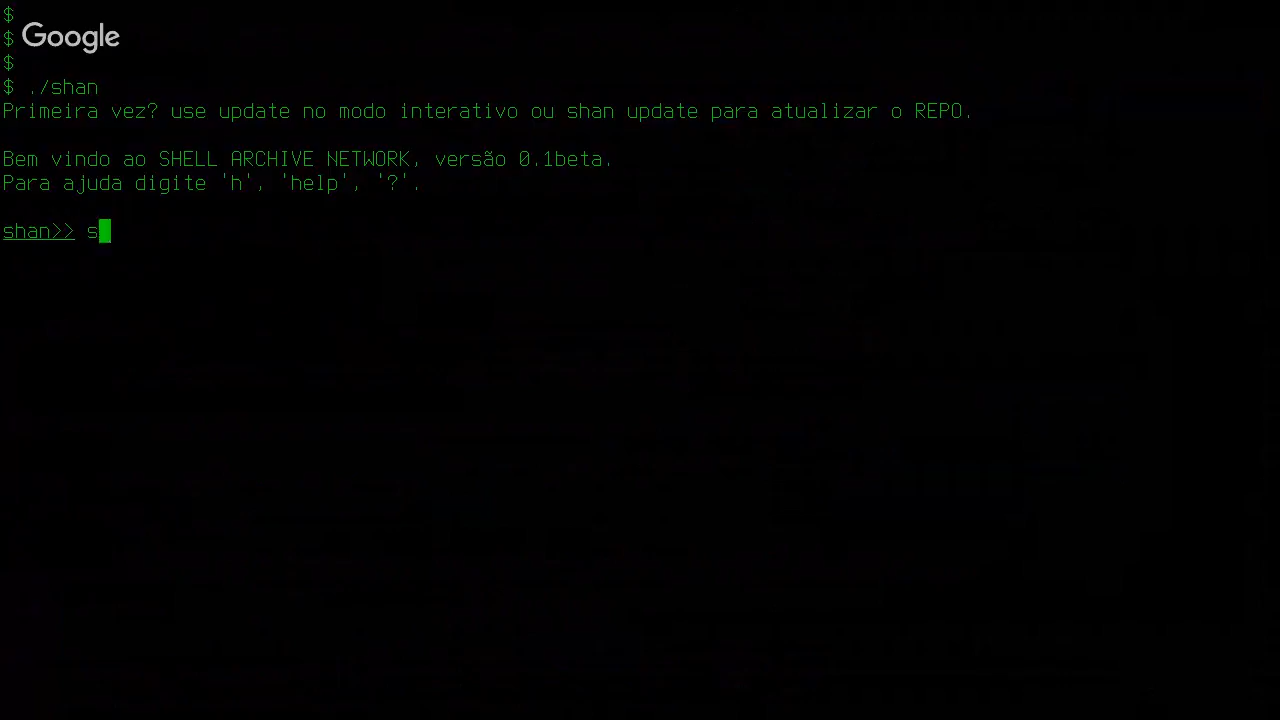 $
$ Google
$
$ ./shan
Primeira vez? use update no modo interativo ou shan update para atualizar o REPO.
Bem vindo ao SHELL ARCHIVE NETWORK, versão 0.1beta.
Para ajuda digite 'h', 'help', '?'.
shan>> s